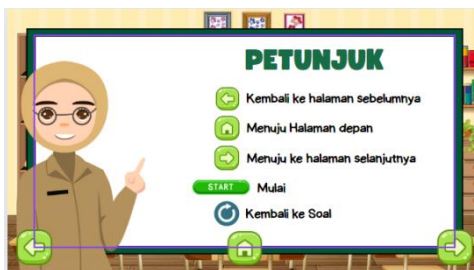 PETUNJUK
Kembali ke halaman sebelumnya
Menuju Halaman depan
Menuju ke halaman selanjutnya
START Mulai
Kembali ke Soal